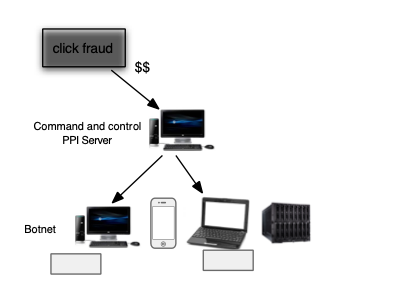 click fraud
$$
Command and control
PPI Server
Botnet